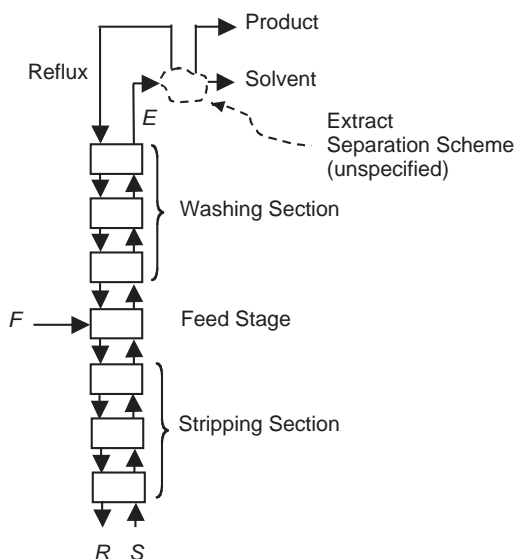 Product
Reflux
Solvent
E
Extract
Separation Scheme
(unspecified)
Washing Section
F
Feed Stage
Stripping Section
R S